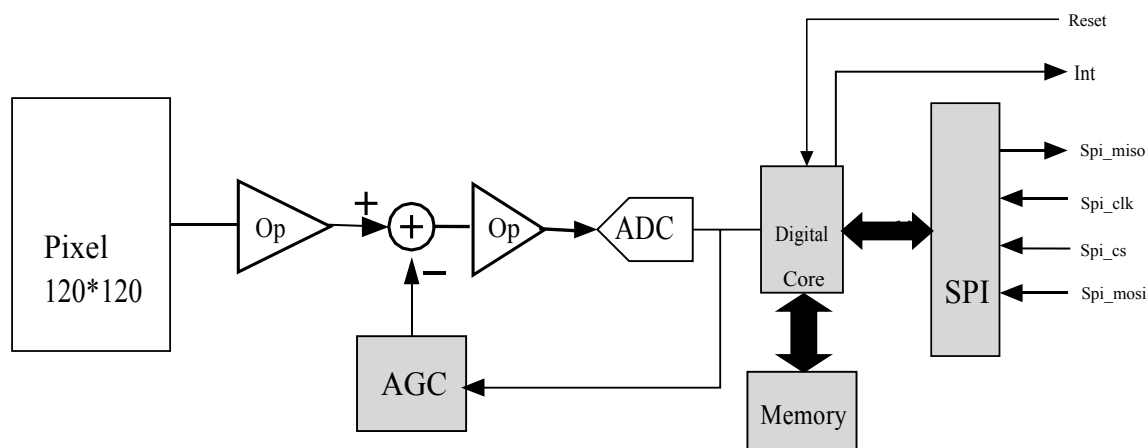 Reset
Int
Spi_miso
Spi_clk
Spi_cs
Spi_mosi
Pixel
120*120
Op
+
+
−
Op
ADC
AGC
Digital
Core
Memory
SPI